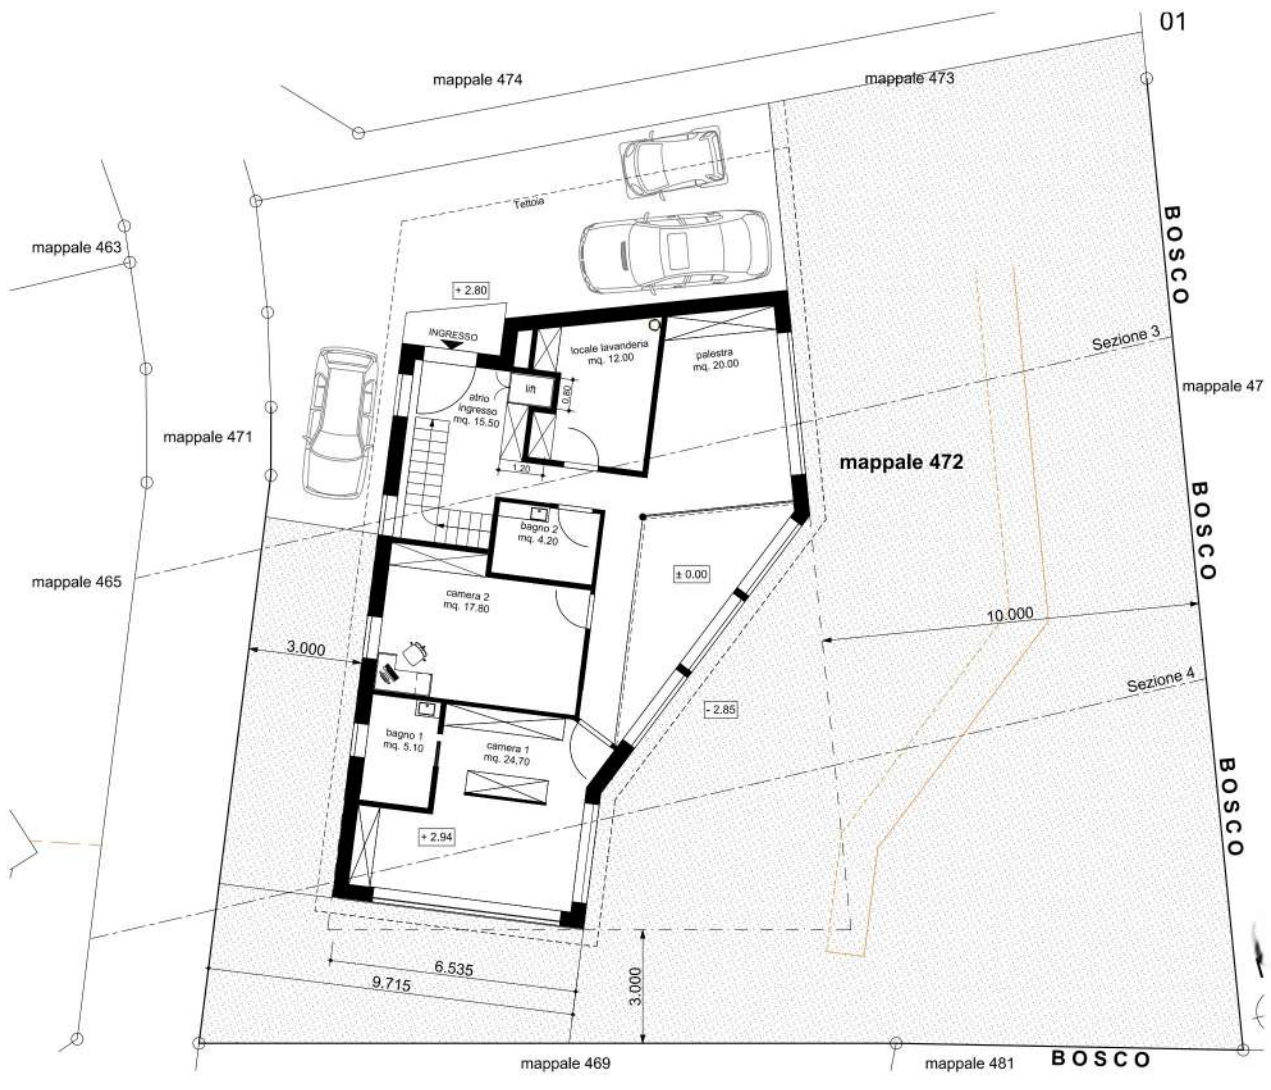 01
mappale 474
mappale 473
Tettoia
mappale 463
BOSCO
+ 2.80
INGRESSO
Sezione 3
locale lavanderia
mq. 12.00
palestra
mq. 20.00
mappale 47
lift
0.80
atrio
ingresso
mq. 15.50
mappale 471
mappale 472
1.20
BOSCO
bagno 2
mq. 4.20
± 0.00
mappale 465
camera 2
mq. 17.80
10.000
3.000
Sezione 4
- 2.85
bagno 1
mq. 5.10
camera 1
mq. 24.70
BOSCO
+ 2.94
6.535
9.715
3.000
mappale 469
mappale 481
BOSCO